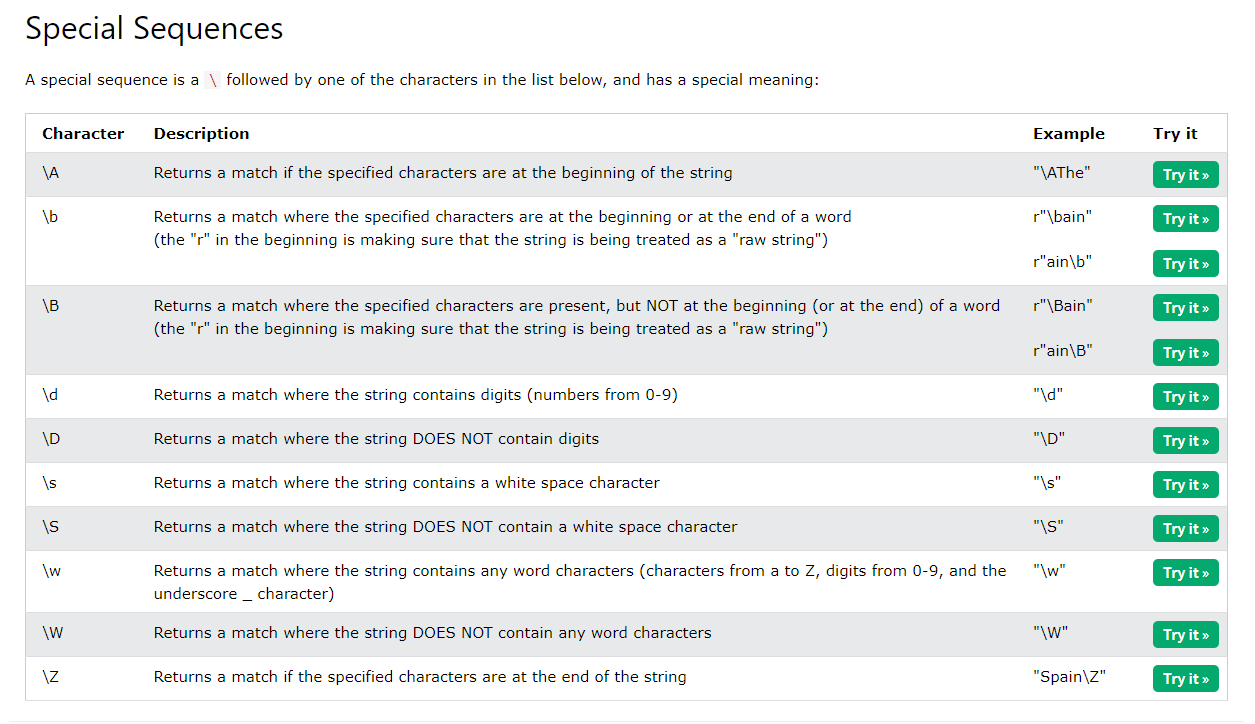 Special Sequences
A special sequence is a \ followed by one of the characters in the list below, and has a special meaning:
Character Description Example Try it
\A Returns a match if the specified characters are at the beginning of the string "\AThe" Try it »
\b Returns a match where the specified characters are at the beginning or at the end of a word r"\bain" Try it »
(the "r" in the beginning is making sure that the string is being treated as a "raw string")
r"ain\b" Try it »
\B Returns a match where the specified characters are present, but NOT at the beginning (or at the end) of a word r"\Bain" Try it »
(the "r" in the beginning is making sure that the string is being treated as a "raw string")
r"ain\B" Try it »
\d Returns a match where the string contains digits (numbers from 0-9) "\d" Try it »
\D Returns a match where the string DOES NOT contain digits "\D" Try it »
\s Returns a match where the string contains a white space character "\s" Try it »
\S Returns a match where the string DOES NOT contain a white space character "\S" Try it »
\w Returns a match where the string contains any word characters (characters from a to Z, digits from 0-9, and the "\w" Try it »
underscore _ character)
\W Returns a match where the string DOES NOT contain any word characters "\W" Try it »
\Z Returns a match if the specified characters are at the end of the string "Spain\Z" Try it »